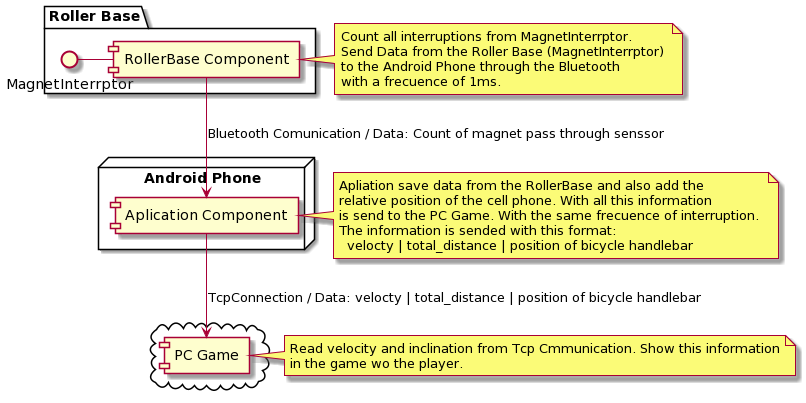 Roller Base
RollerBase Component
MagnetInterrptor
Count all interruptions from MagnetInterrptor.
Send Data from the Roller Base (MagnetInterrptor)
to the Android Phone through the Bluetooth
with a frecuence of 1ms.
Bluetooth Comunication / Data: Count of magnet pass through senssor
Android Phone
Aplication Component
Apliation save data from the RollerBase and also add the
relative position of the cell phone. With all this information
is send to the PC Game. With the same frecuence of interruption.
The information is sended with this format:
velocty | total_distance | position of bicycle handlebar
TcpConnection / Data: velocty | total_distance | position of bicycle handlebar
PC Game
Read velocity and inclination from Tcp Cmmunication. Show this information
in the game wo the player.